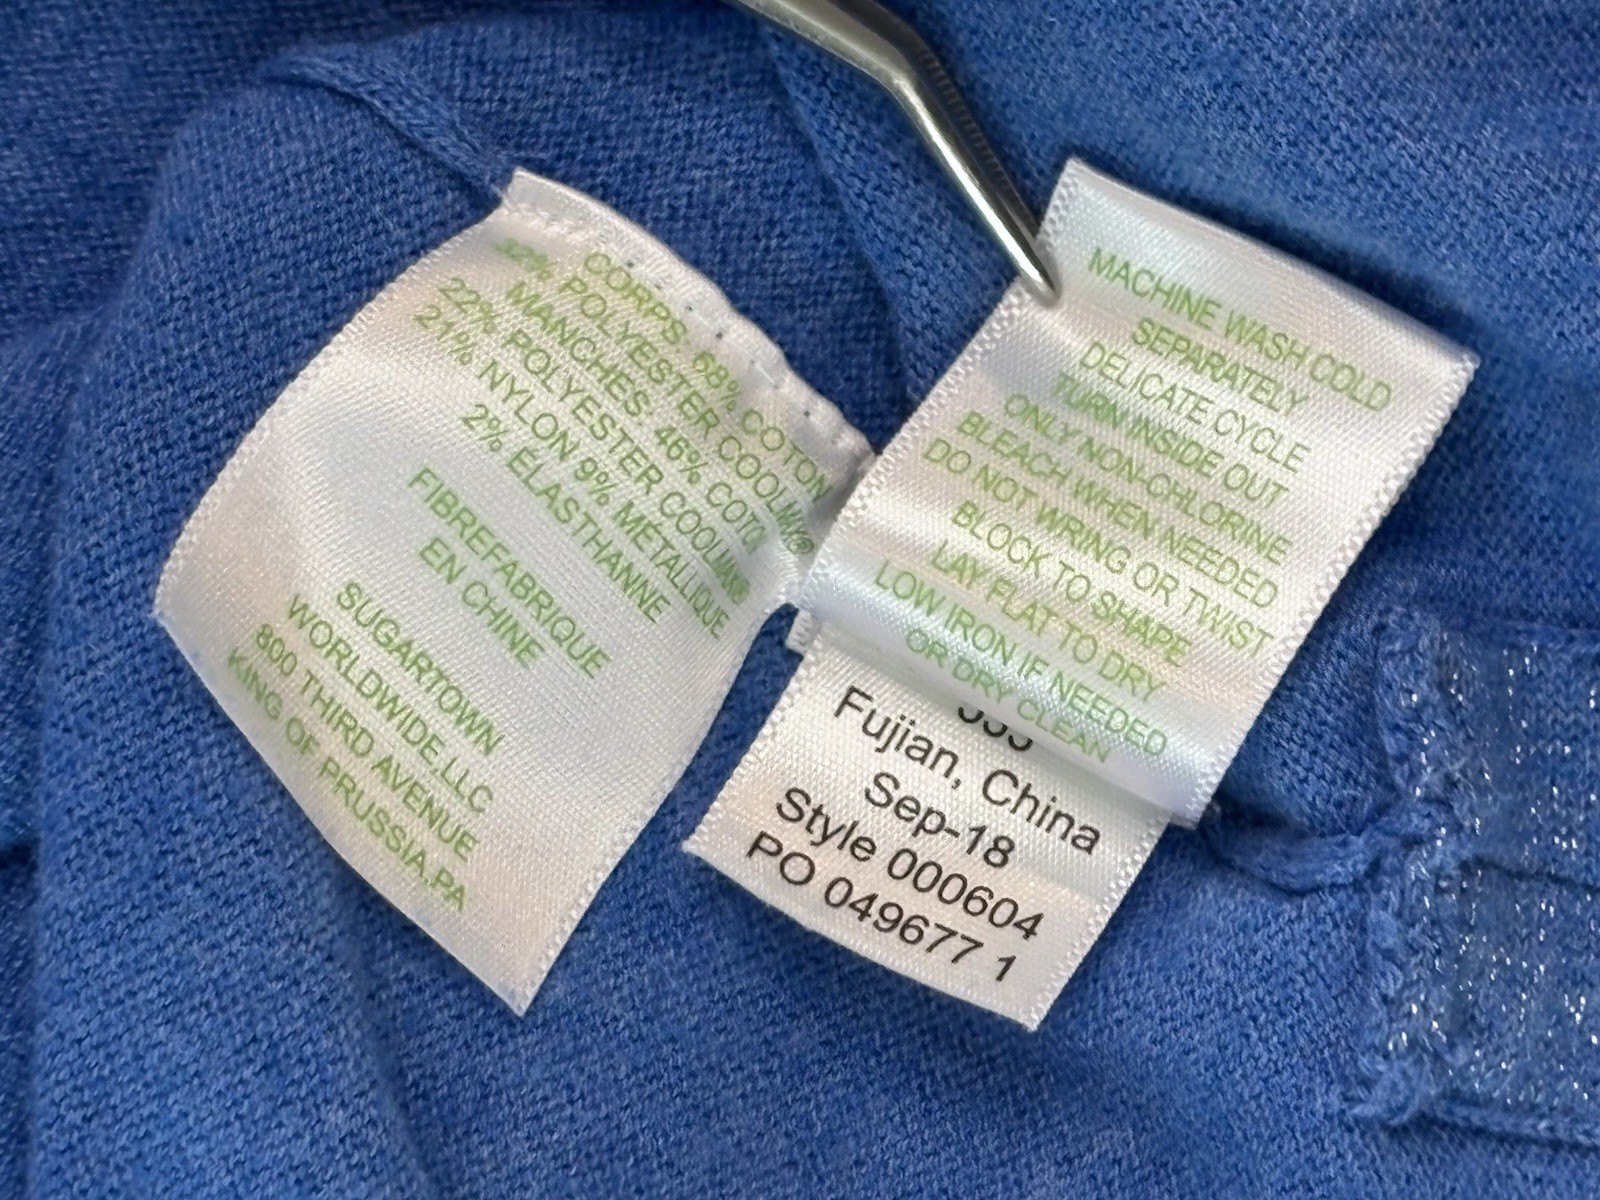 CORPS: 68% COTON
32% POLYESTER COOLMAX®
MANCHES: 46% COTON
22% POLYESTER COOLMAX®
21% NYLON 9% MÉTALLIQUE
2% ÉLASTHANNE
FIBREFABRIQUE
EN CHINE
SUGARTOWN
WORLDWIDE,LLC
800 THIRD AVENUE
KING OF PRUSSIA,PA
MACHINE WASH COLD
SEPARATELY
DELICATE CYCLE
TURN INSIDE OUT
ONLY NON-CHLORINE
BLEACH WHEN NEEDED
DO NOT WRING OR TWIST
BLOCK TO SHAPE
LAY FLAT TO DRY
LOW IRON IF NEEDED
OR DRY CLEAN
Fujian, China
Sep-18
Style 000604
PO 049677 1